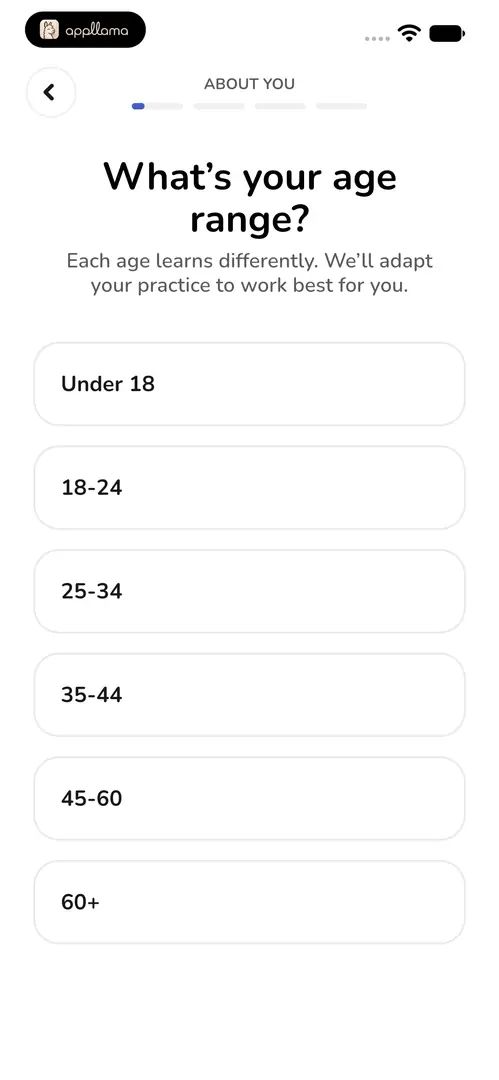 appllama
ABOUT YOU
What’s your age
range?
Each age learns differently. We’ll adapt
your practice to work best for you.
Under 18
18-24
25-34
35-44
45-60
60+